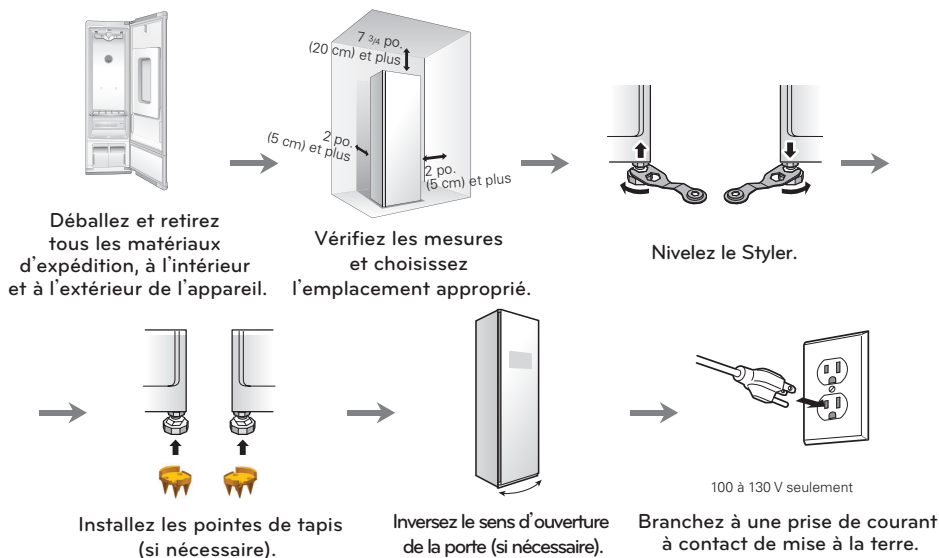 7 3/4 po.
(20 cm) et plus
2 po.
(5 cm) et plus
2 po.
(5 cm) et plus
Déballez et retirez
tous les matériaux
d'expédition, à l'intérieur
et à l'extérieur de l'appareil.
Vérifiez les mesures
et choisissez
l'emplacement approprié.
Nivelez le Styler.
Installez les pointes de tapis
(si nécessaire).
Inversez le sens d'ouverture
de la porte (si nécessaire).
100 à 130 V seulement
Branchez à une prise de courant
à contact de mise à la terre.